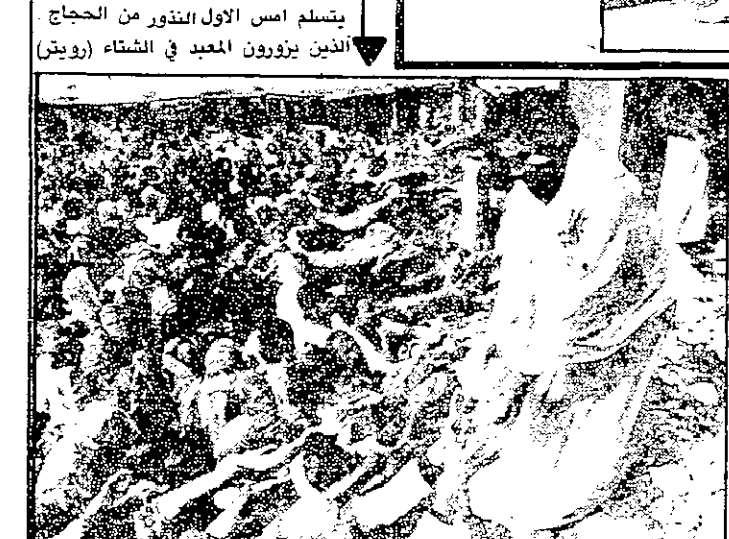 يتسلم امس الاول النذور من الحجاج .
الذين يزورون المعبد في الشتاء (رويتر)